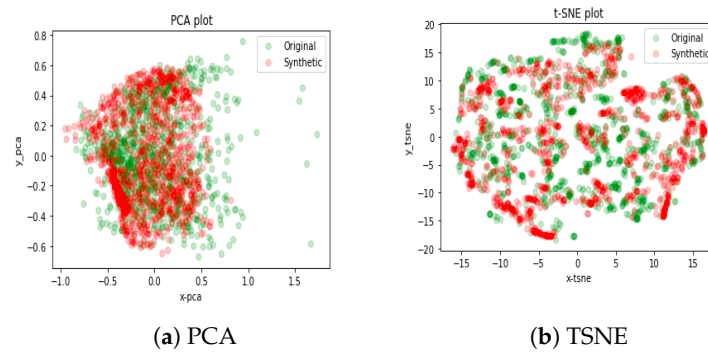 PCA plot
Original
Synthetic
0.8
0.6
0.4
0.2
0.0
−0.2
−0.4
−0.6
y_pca
−1.0 −0.5 0.0 0.5 1.0 1.5
x-pca
(a) PCA
t-SNE plot
Original
Synthetic
20
15
10
5
0
−5
−10
−15
−20
y_tsne
−15 −10 −5 0 5 10 15
x-tsne
(b) TSNE